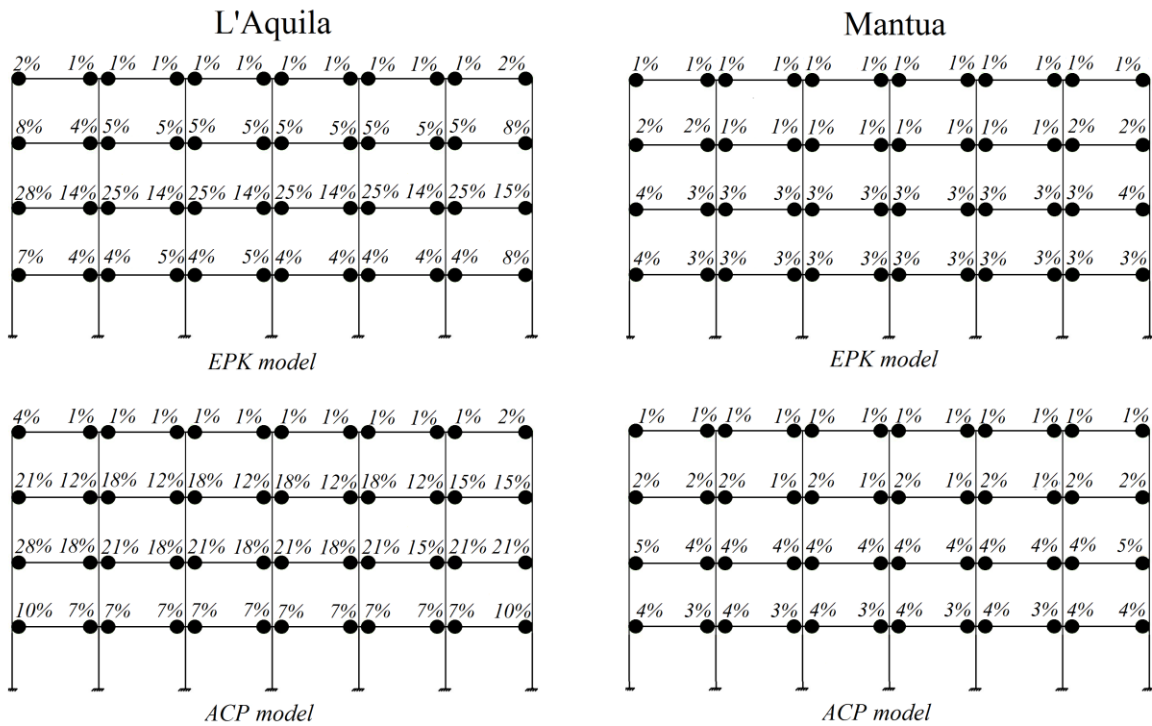 L'Aquila
2% 1% 1% 1% 1% 1% 1% 1% 1% 1% 1% 2%
8% 4% 5% 5% 5% 5% 5% 5% 5% 5% 5% 8%
28% 14% 25% 14% 25% 14% 25% 14% 25% 14% 25% 15%
7% 4% 4% 5% 4% 5% 4% 4% 4% 4% 4% 8%
EPK model
Mantua
1% 1% 1% 1% 1% 1% 1% 1% 1% 1% 1% 1%
2% 2% 1% 1% 1% 1% 1% 1% 1% 1% 2% 2%
4% 3% 3% 3% 3% 3% 3% 3% 3% 3% 3% 4%
4% 3% 3% 3% 3% 3% 3% 3% 3% 3% 3% 3%
EPK model
4% 1% 1% 1% 1% 1% 1% 1% 1% 1% 1% 2%
21% 12% 18% 12% 18% 12% 18% 12% 18% 12% 15% 15%
28% 18% 21% 18% 21% 18% 21% 18% 21% 15% 21% 21%
10% 7% 7% 7% 7% 7% 7% 7% 7% 7% 7% 10%
ACP model
1% 1% 1% 1% 1% 1% 1% 1% 1% 1% 1% 1%
2% 2% 2% 1% 2% 1% 2% 1% 2% 1% 2% 2%
5% 4% 4% 4% 4% 4% 4% 4% 4% 4% 4% 5%
4% 3% 4% 3% 4% 3% 4% 3% 4% 3% 4% 4%
ACP model